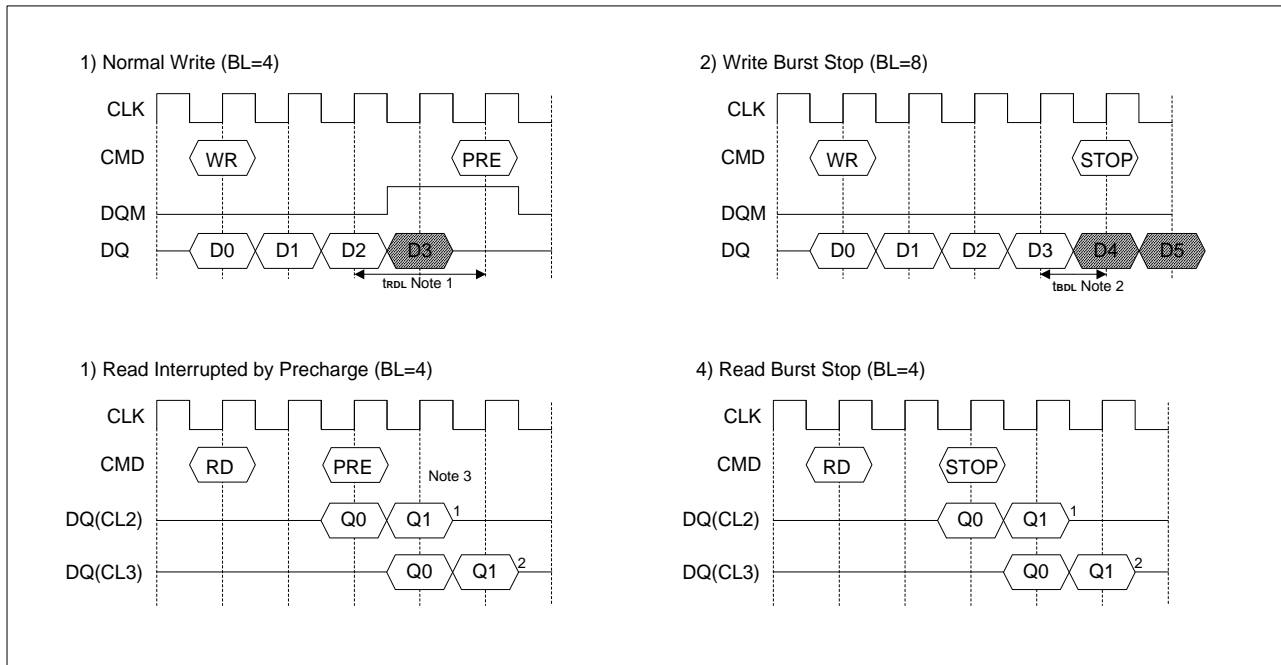 1) Normal Write (BL=4)
CLK
CMD WR PRE
DQM
DQ D0 D1 D2 D3
tRDL Note 1
2) Write Burst Stop (BL=8)
CLK
CMD WR STOP
DQM
DQ D0 D1 D2 D3 D4 D5
tBDL Note 2
1) Read Interrupted by Precharge (BL=4)
CLK
CMD RD PRE
Note 3
DQ(CL2) Q0 Q1 1
DQ(CL3) Q0 Q1 2
4) Read Burst Stop (BL=4)
CLK
CMD RD STOP
DQ(CL2) Q0 Q1 1
DQ(CL3) Q0 Q1 2